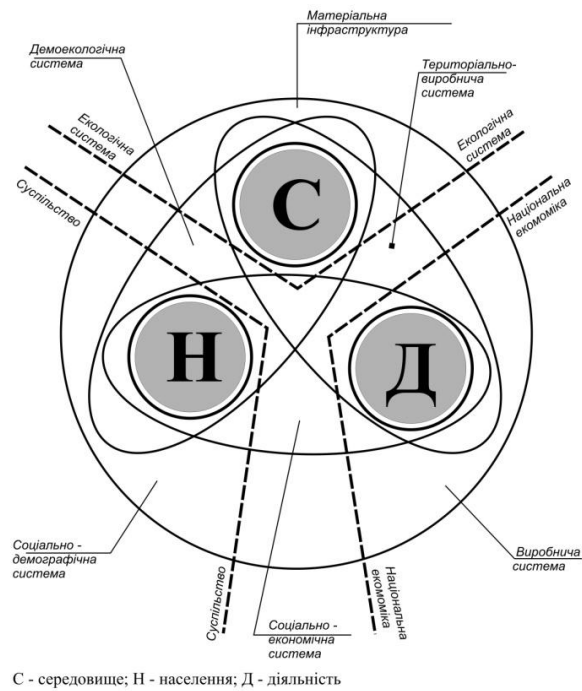 Матеріальна
інфраструктура
Демоекологічна
система
Територіально-
виробнича
система
Екологічна
система
Екологічна
система
Суспільство
Національна
екомоміка
С
Н
Д
Соціально -
демографічна
система
Виробнича
система
Суспільство
Соціально -
економічна
система
Національна
екомоміка
С - середовище; Н - населення; Д - діяльність